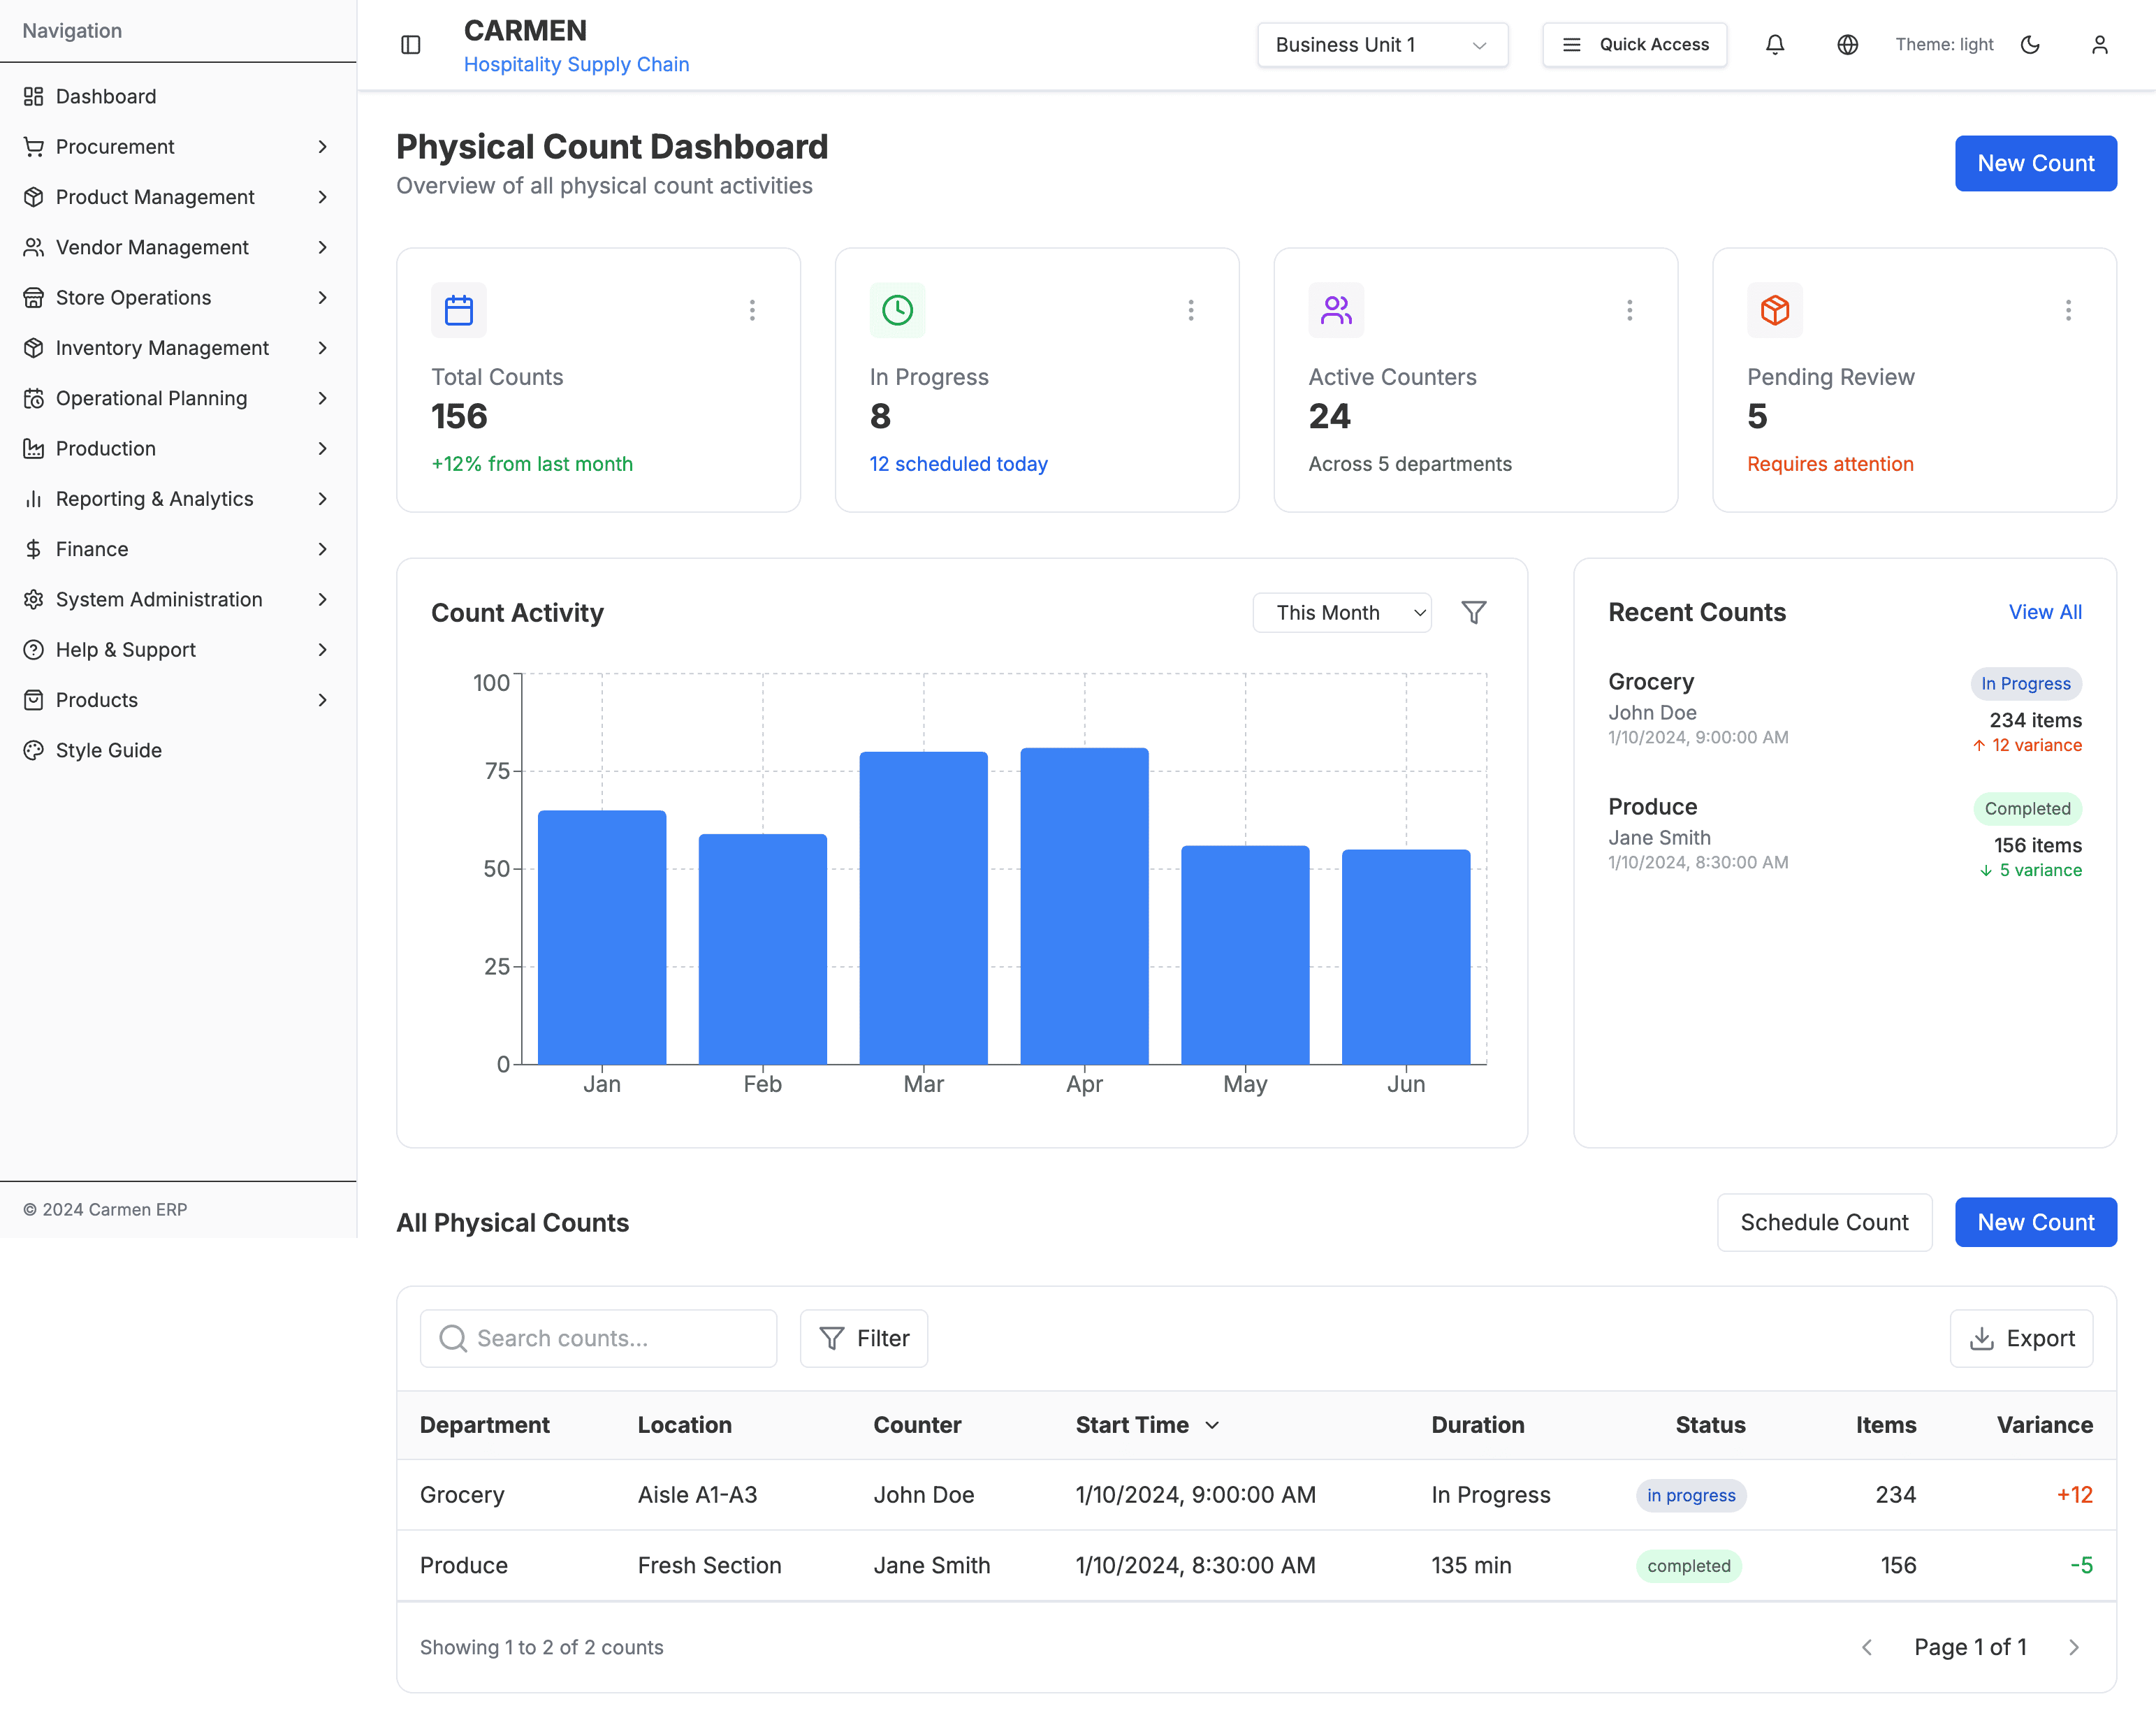 Navigation
Dashboard
Procurement
Product Management
Vendor Management
Store Operations
Inventory Management
Operational Planning
Production
Reporting & Analytics
Finance
System Administration
Help & Support
Products
Style Guide
© 2024 Carmen ERP
CARMEN
Hospitality Supply Chain
Business Unit 1
Quick Access
Theme: light
Physical Count Dashboard
Overview of all physical count activities
New Count
Total Counts
156
+12% from last month
In Progress
8
12 scheduled today
Active Counters
24
Across 5 departments
Pending Review
5
Requires attention
Count Activity
This Month
100
75
50
25
0
Jan Feb Mar Apr May Jun
Recent Counts
View All
Grocery
John Doe
1/10/2024, 9:00:00 AM
In Progress
234 items
↑ 12 variance
Produce
Jane Smith
1/10/2024, 8:30:00 AM
Completed
156 items
↓ 5 variance
All Physical Counts
Schedule Count
New Count
Search counts...
Filter
Export
Department Location Counter Start Time Duration Status Items Variance
Grocery Aisle A1-A3 John Doe 1/10/2024, 9:00:00 AM In Progress in progress 234 +12
Produce Fresh Section Jane Smith 1/10/2024, 8:30:00 AM 135 min completed 156 -5
Showing 1 to 2 of 2 counts
Page 1 of 1